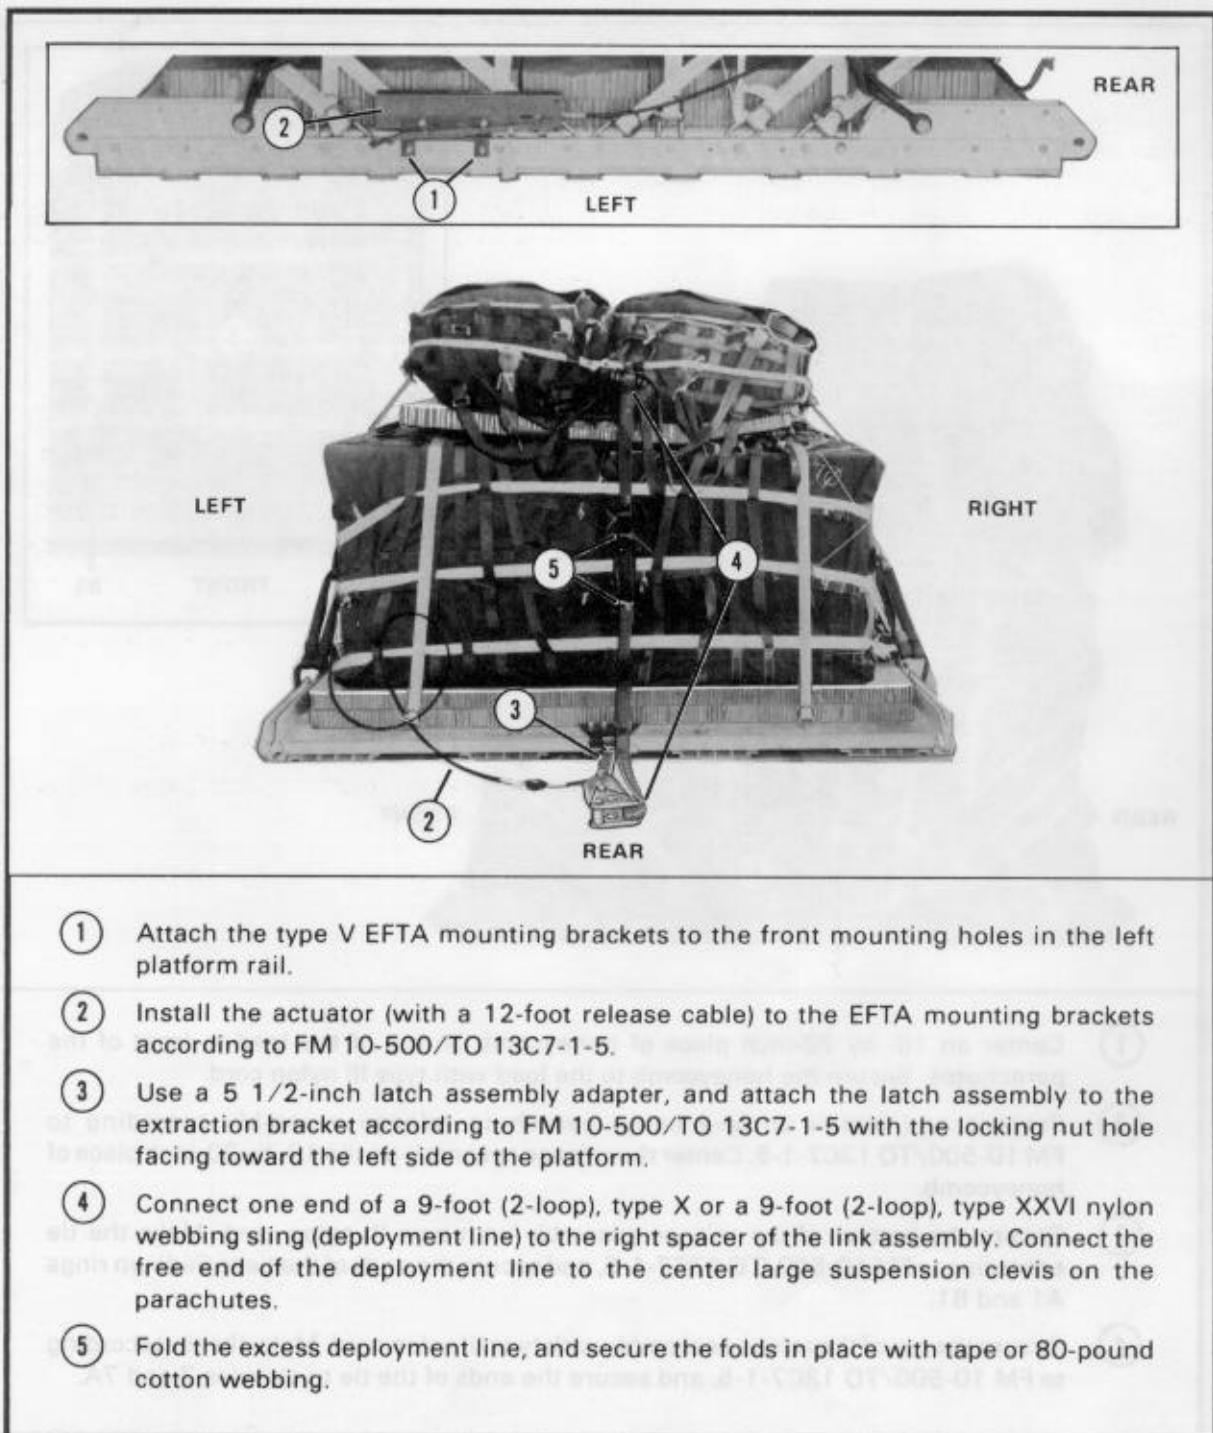 REAR
2
1
LEFT
LEFT
RIGHT
5
4
3
2
REAR
1 Attach the type V EFTA mounting brackets to the front mounting holes in the left
platform rail.
2 Install the actuator (with a 12-foot release cable) to the EFTA mounting brackets
according to FM 10-500/TO 13C7-1-5.
3 Use a 5 1/2-inch latch assembly adapter, and attach the latch assembly to the
extraction bracket according to FM 10-500/TO 13C7-1-5 with the locking nut hole
facing toward the left side of the platform.
4 Connect one end of a 9-foot (2-loop), type X or a 9-foot (2-loop), type XXVI nylon
webbing sling (deployment line) to the right spacer of the link assembly. Connect the
free end of the deployment line to the center large suspension clevis on the
parachutes.
5 Fold the excess deployment line, and secure the folds in place with tape or 80-pound
cotton webbing.